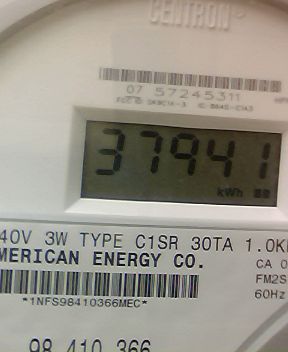 CENTRON
07 57245311
37941
kWh
40V 3W TYPE C1SR 30TA 1.0K
MERICAN ENERGY CO.
CA 0
FM2S
*1NFS98410366MEC*
60Hz
98 410 366